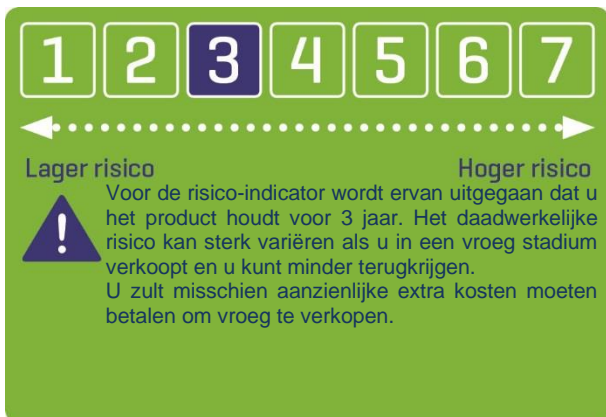 1 2 3 4 5 6 7
Lager risico Hoger risico
Voor de risico-indicator wordt ervan uitgegaan dat u
het product houdt voor 3 jaar. Het daadwerkelijke
risico kan sterk variëren als u in een vroeg stadium
verkoopt en u kunt minder terugkrijgen.
U zult misschien aanzienlijke extra kosten moeten
betalen om vroeg te verkopen.